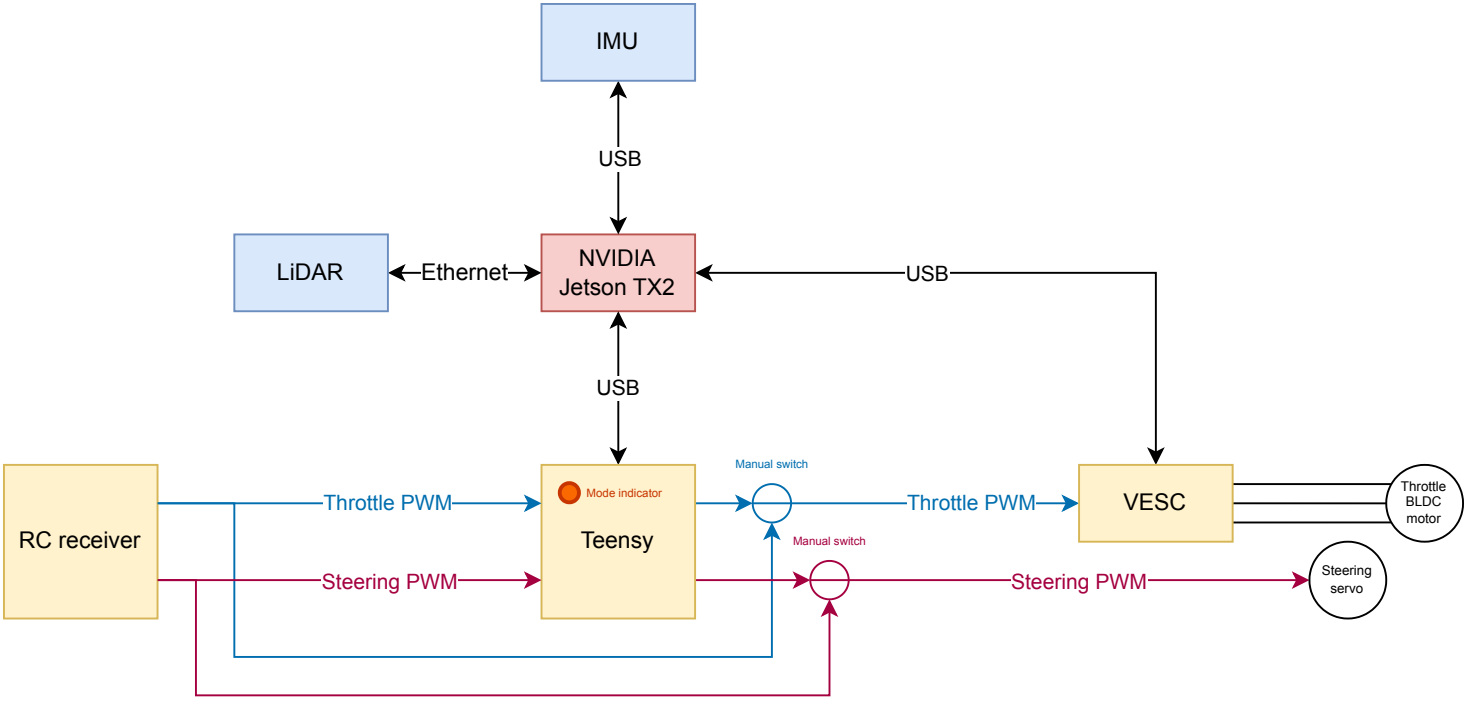 IMU
USB
LiDAR
Ethernet
NVIDIA
Jetson TX2
USB
USB
Manual switch
RC receiver
Throttle PWM
Mode indicator
Teensy
Throttle PWM
VESC
Throttle
BLDC
motor
Manual switch
Steering PWM
Steering PWM
Steering
servo